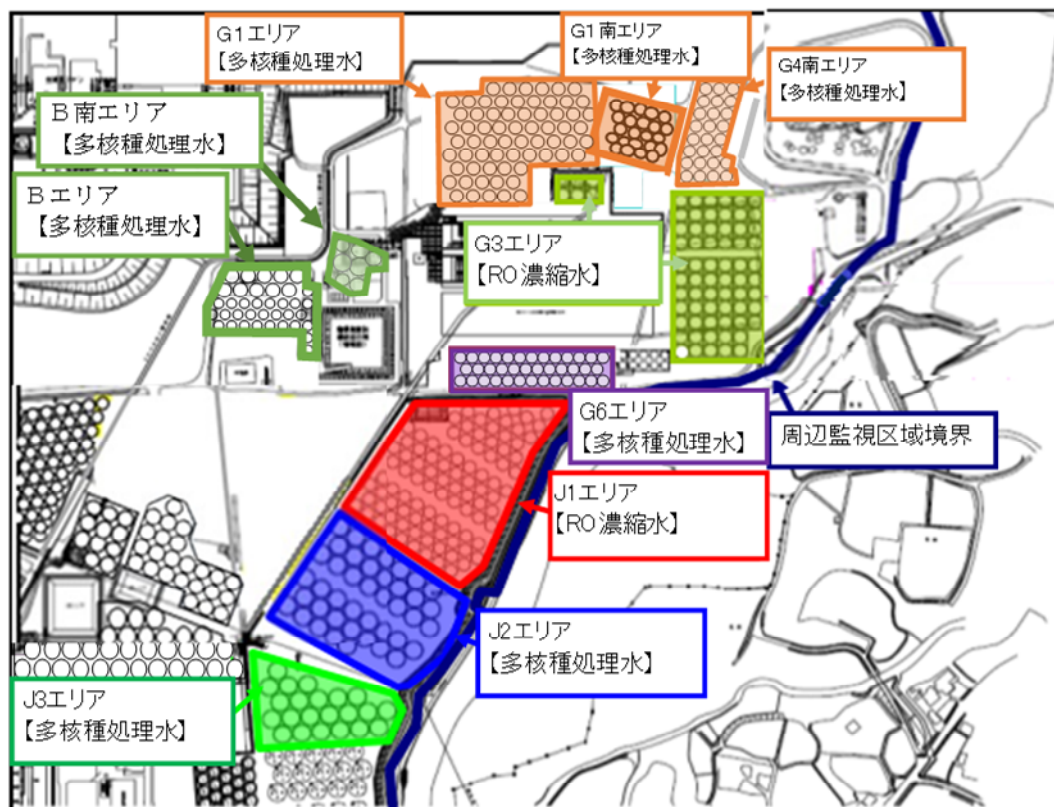 G1エリア
【多核種処理水】
G1南エリア
【多核種処理水】
G4南エリア
【多核種処理水】
B南エリア
【多核種処理水】
Bエリア
【多核種処理水】
G3エリア
【RO濃縮水】
G6エリア
【多核種処理水】
周辺監視区域境界
J1エリア
【RO濃縮水】
J2エリア
【多核種処理水】
J3エリア
【多核種処理水】